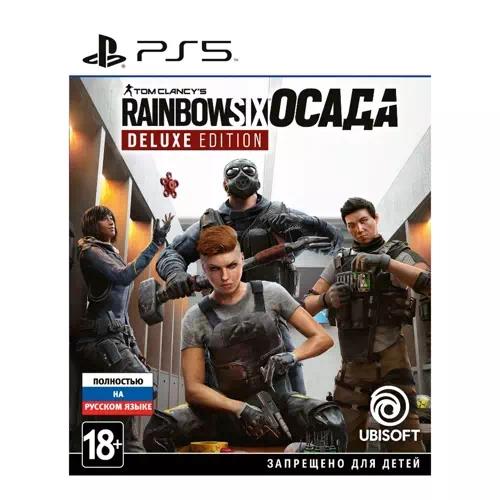 PS5
TOM CLANCY'S
RAINBOWSIX ОСАДА
DELUXE EDITION
ПОЛНОСТЬЮ
НА
РУССКОМ ЯЗЫКЕ
UBISOFT
18+
ЗАПРЕЩЕНО ДЛЯ ДЕТЕЙ